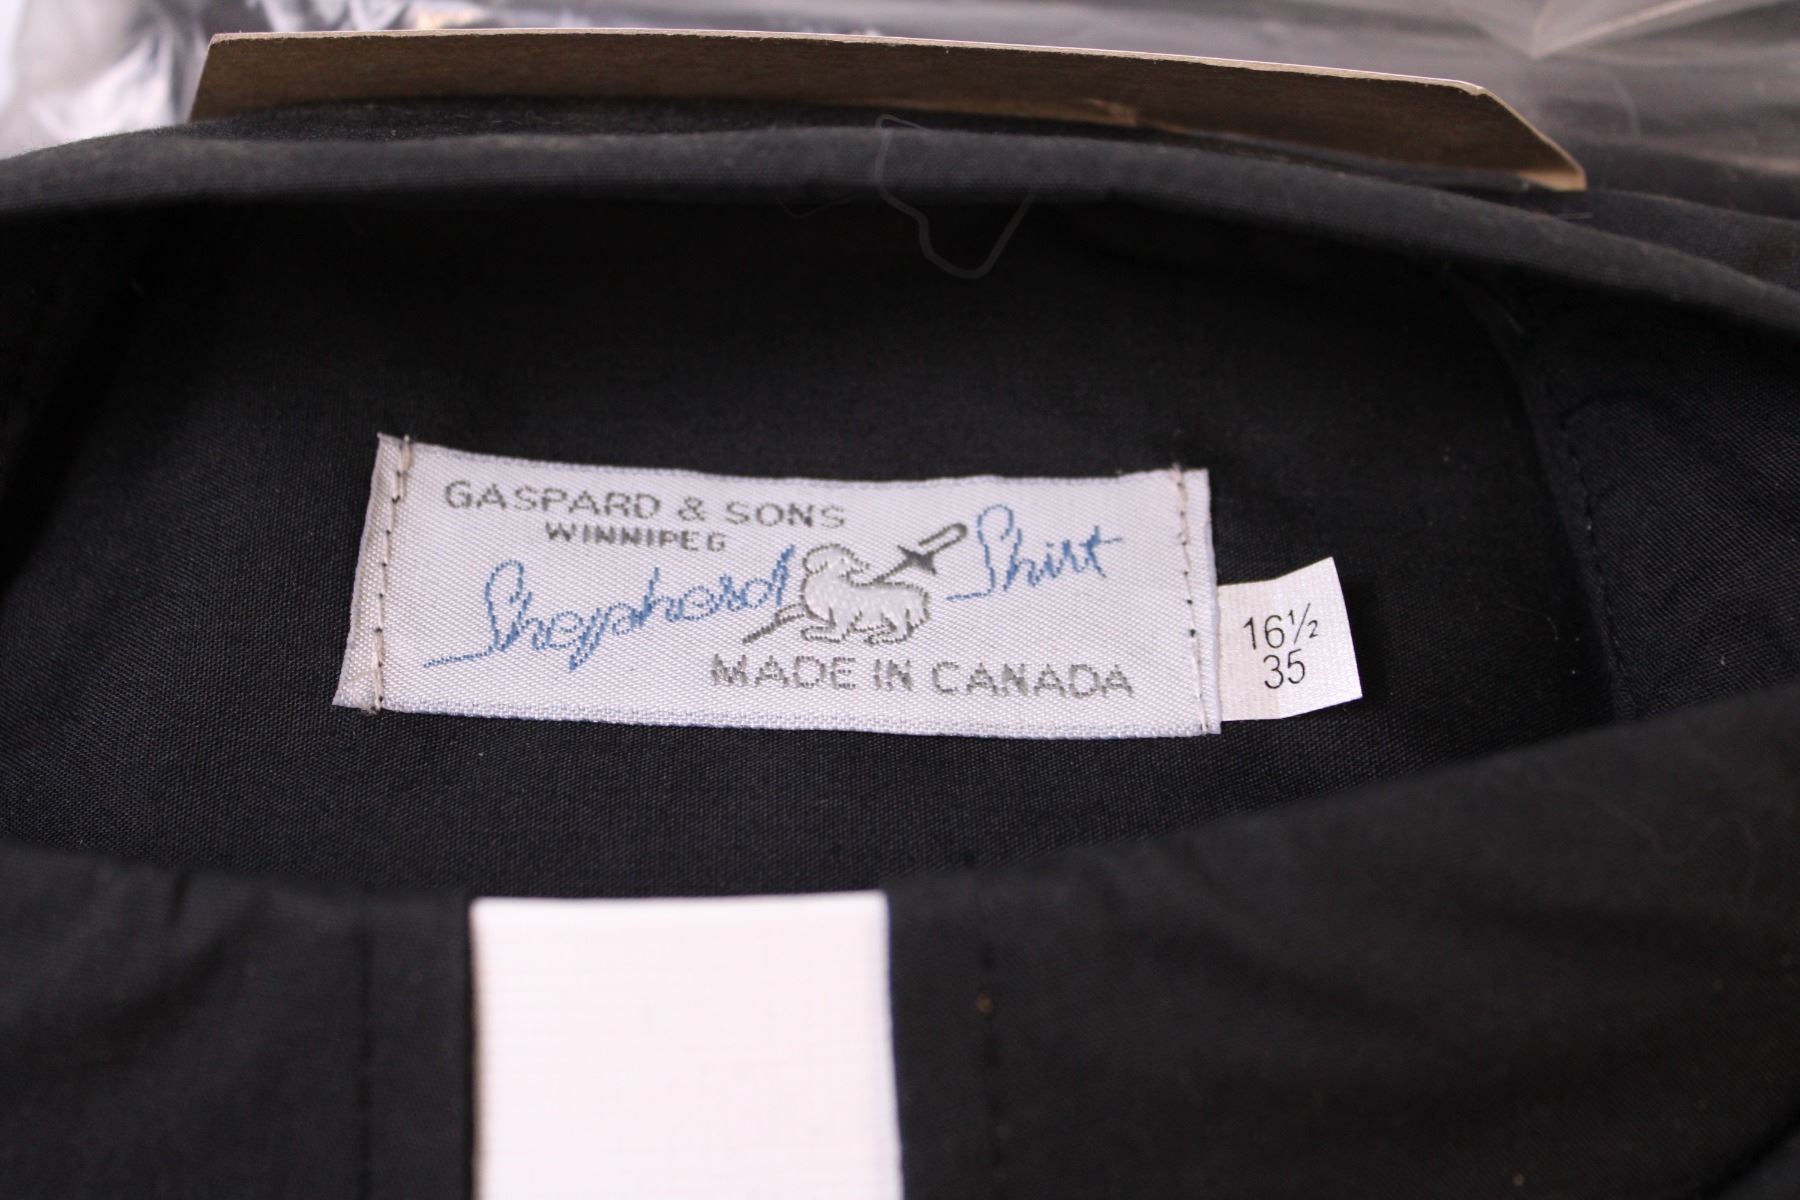 GASPARD & SONS
WINNIPEG
Shepherd Shirt
MADE IN CANADA
16½
35